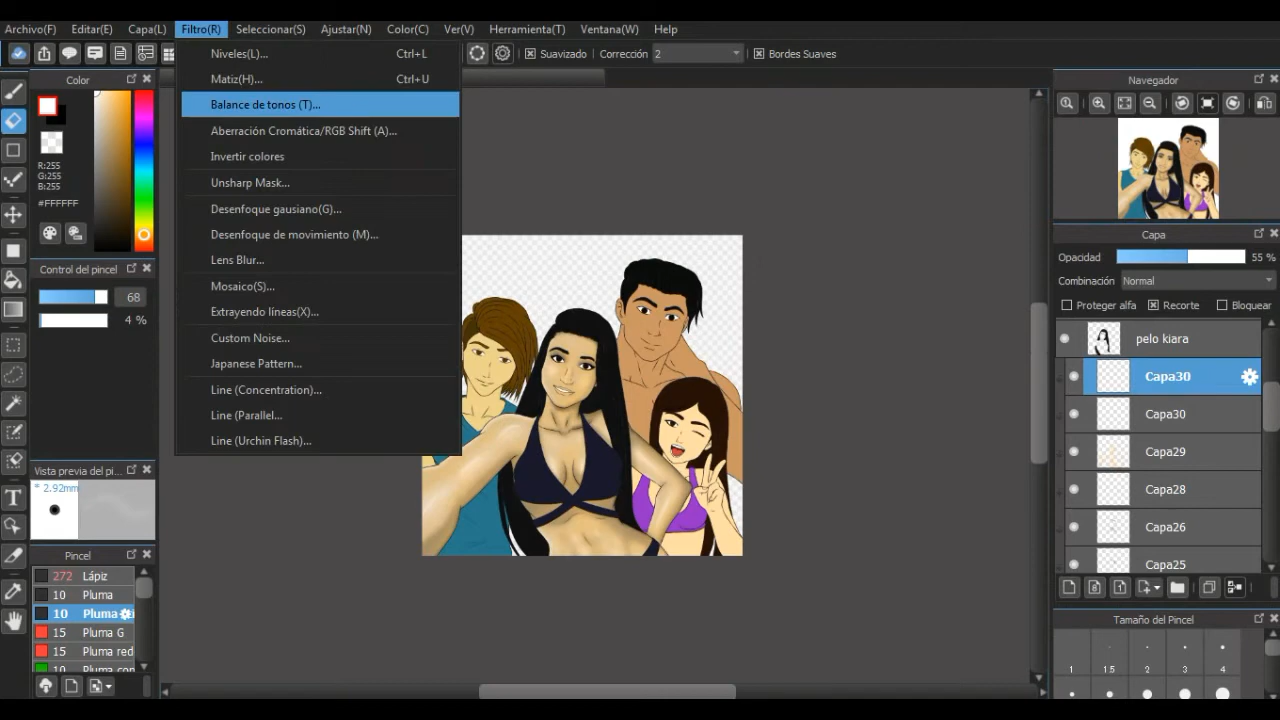 Archivo(F) Editar(E) Capa(L) Filtro(R) Seleccionar(S) Ajustar(N) Color(C) Ver(V) Herramienta(T) Ventana(W) Help
Suavizado Corrección 2 Bordes Suaves
Color
R:255
G:255
B:255
#FFFFFF
Control del pincel
68
4 %
Vista previa del pi...
* 2.92mm
Pincel
272 Lápiz
10 Pluma
10 Pluma
15 Pluma G
15 Pluma red
10 Pluma con
Niveles(L)... Ctrl+L
Matiz(H)... Ctrl+U
Balance de tonos (T)...
Aberración Cromática/RGB Shift (A)...
Invertir colores
Unsharp Mask...
Desenfoque gausiano(G)...
Desenfoque de movimiento (M)...
Lens Blur...
Mosaico(S)...
Extrayendo líneas(X)...
Custom Noise...
Japanese Pattern...
Line (Concentration)...
Line (Parallel...
Line (Urchin Flash)...
Navegador
Capa
Opacidad 55 %
Combinación Normal
Proteger alfa Recorte Bloquear
pelo kiara
Capa30
Capa30
Capa29
Capa28
Capa26
Capa25
Tamaño del Pincel
1 1.5 2 3 4